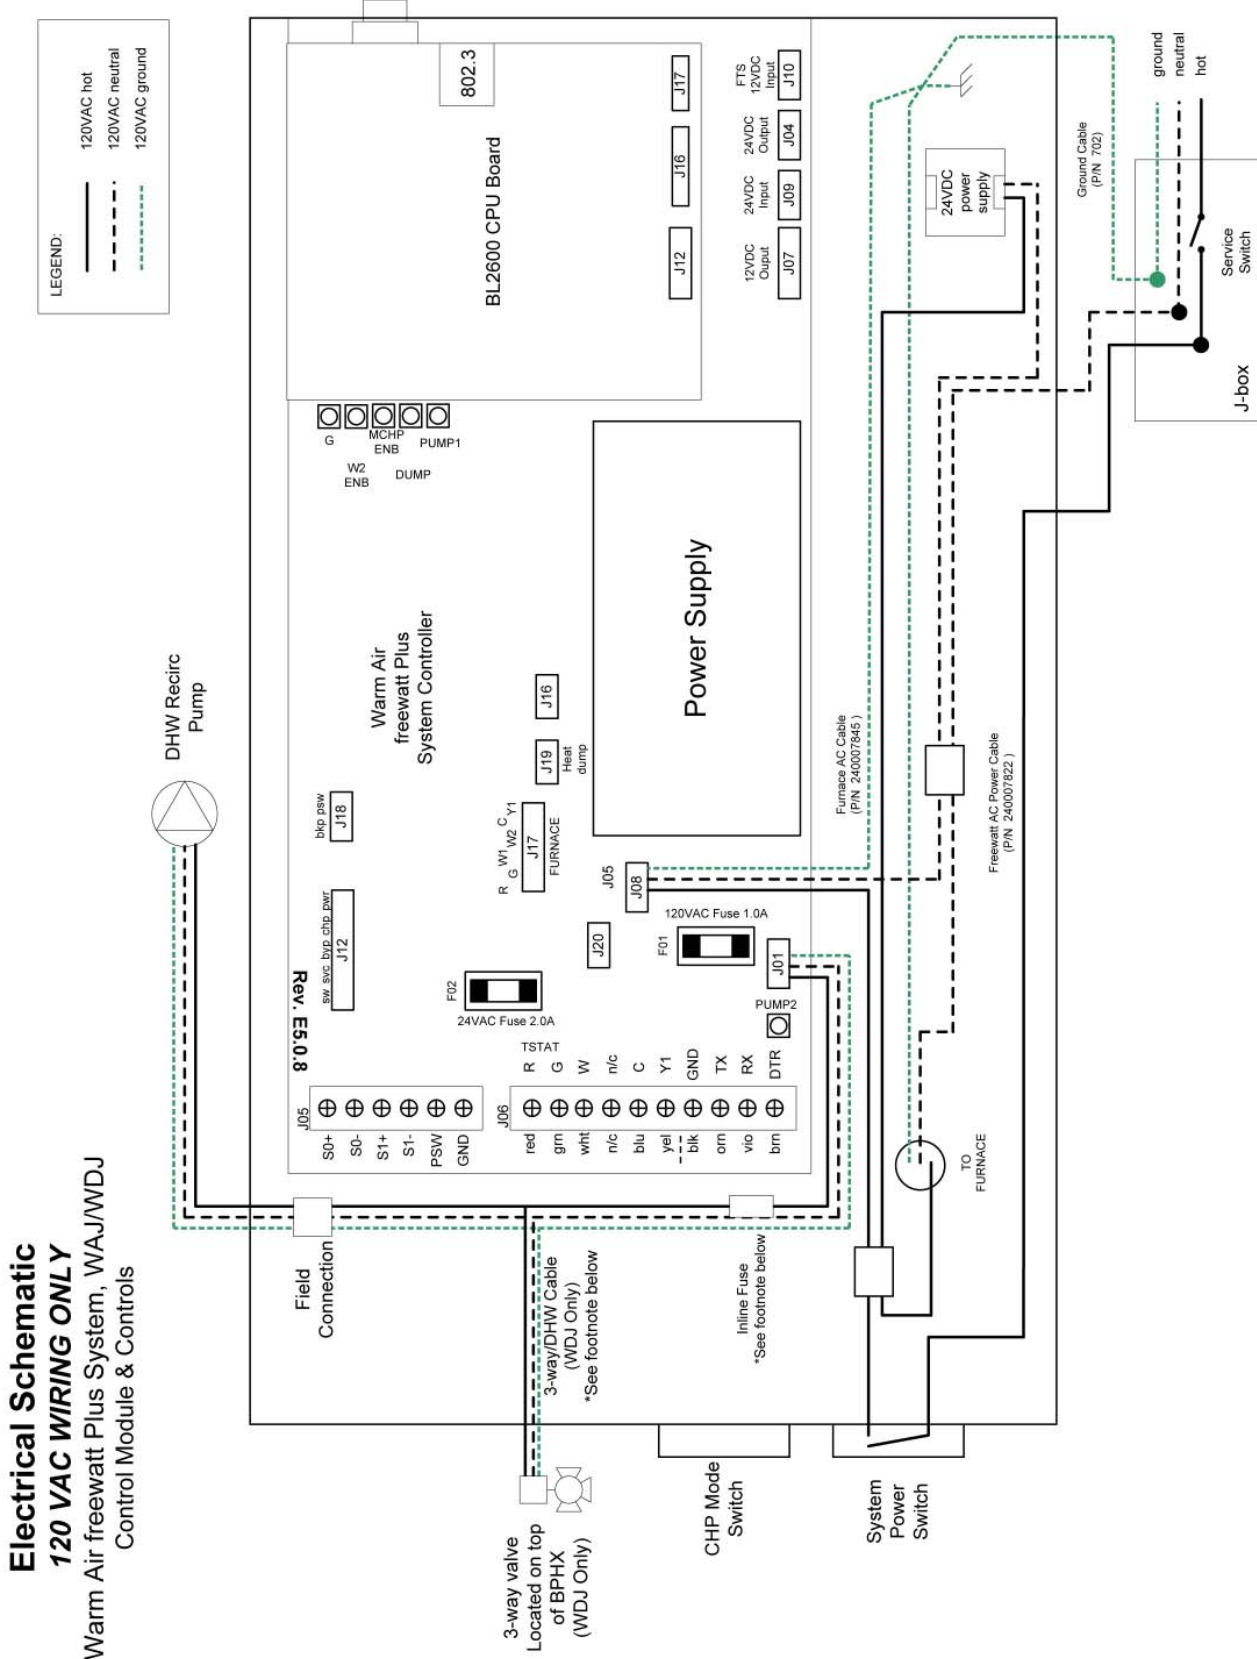 Electrical Schematic
120 VAC WIRING ONLY
Warm Air freewatt Plus System, WAJ/WDJ
Control Module & Controls
LEGEND:
120VAC hot
120VAC neutral
120VAC ground
DHW Recirc
Pump
Field
Connection
3-way valve
Located on top
of BPHX
(WDJ Only)
3-way/DHW Cable
(WDJ Only)
*See footnote below
Inline Fuse
*See footnote below
CHP Mode
Switch
System
Power
Switch
Rev. E5.0.8
J05
S0+
S0-
S1+
S1-
PSW
GND
J06
TSTAT
red R
grn G
wht W
n/c n/c
blu C
yel Y1
blk GND
orn TX
vio RX
brn DTR
sw svc byp chp pwr
J12
bkp psw
J18
F02
24VAC Fuse 2.0A
Warm Air
freewatt Plus
System Controller
R W1 C
G W2 Y1
J17
FURNACE
J19
Heat
dump
J16
J20
J05
J08
120VAC Fuse 1.0A
F01
J01
PUMP2
Power Supply
G
W2
ENB
MCHP
ENB
DUMP
PUMP1
802.3
BL2600 CPU Board
J12
J16
J17
12VDC
Ouput
J07
24VDC
Input
J09
24VDC
Output
J04
FTS
12VDC
Input
J10
Furnace AC Cable
(P/N 240007845 )
Freewatt AC Power Cable
(P/N 240007822 )
TO
FURNACE
24VDC
power
supply
Ground Cable
(P/N 702)
ground
neutral
hot
Service
Switch
J-box